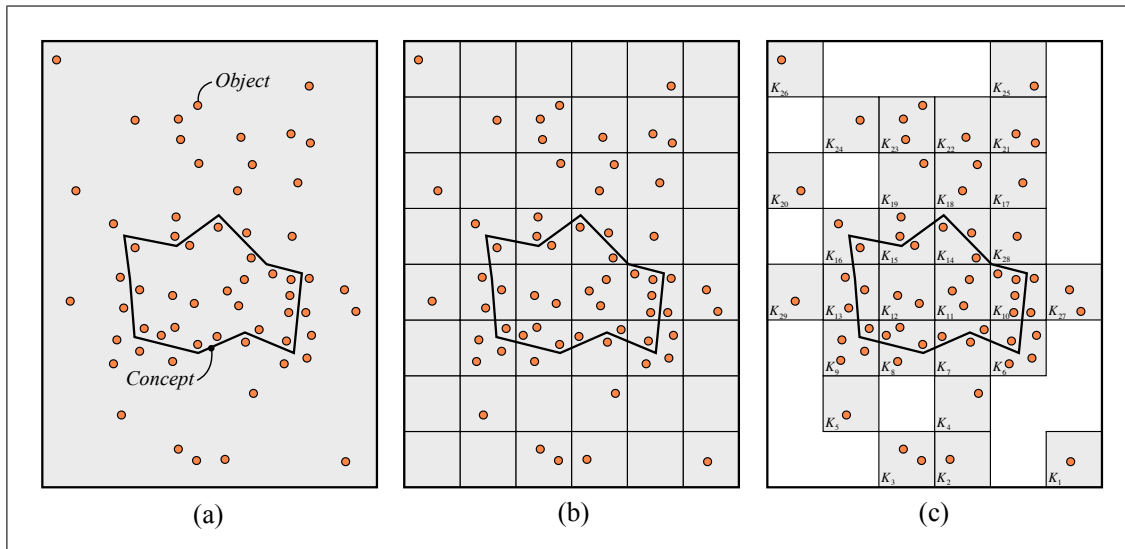 Object
Concept
K26
K25
K24
K23
K22
K21
K20
K19
K18
K17
K16
K15
K14
K28
K29
K13
K12
K11
K10
K27
K9
K8
K7
K6
K5
K4
K3
K2
K1
(a)
(b)
(c)